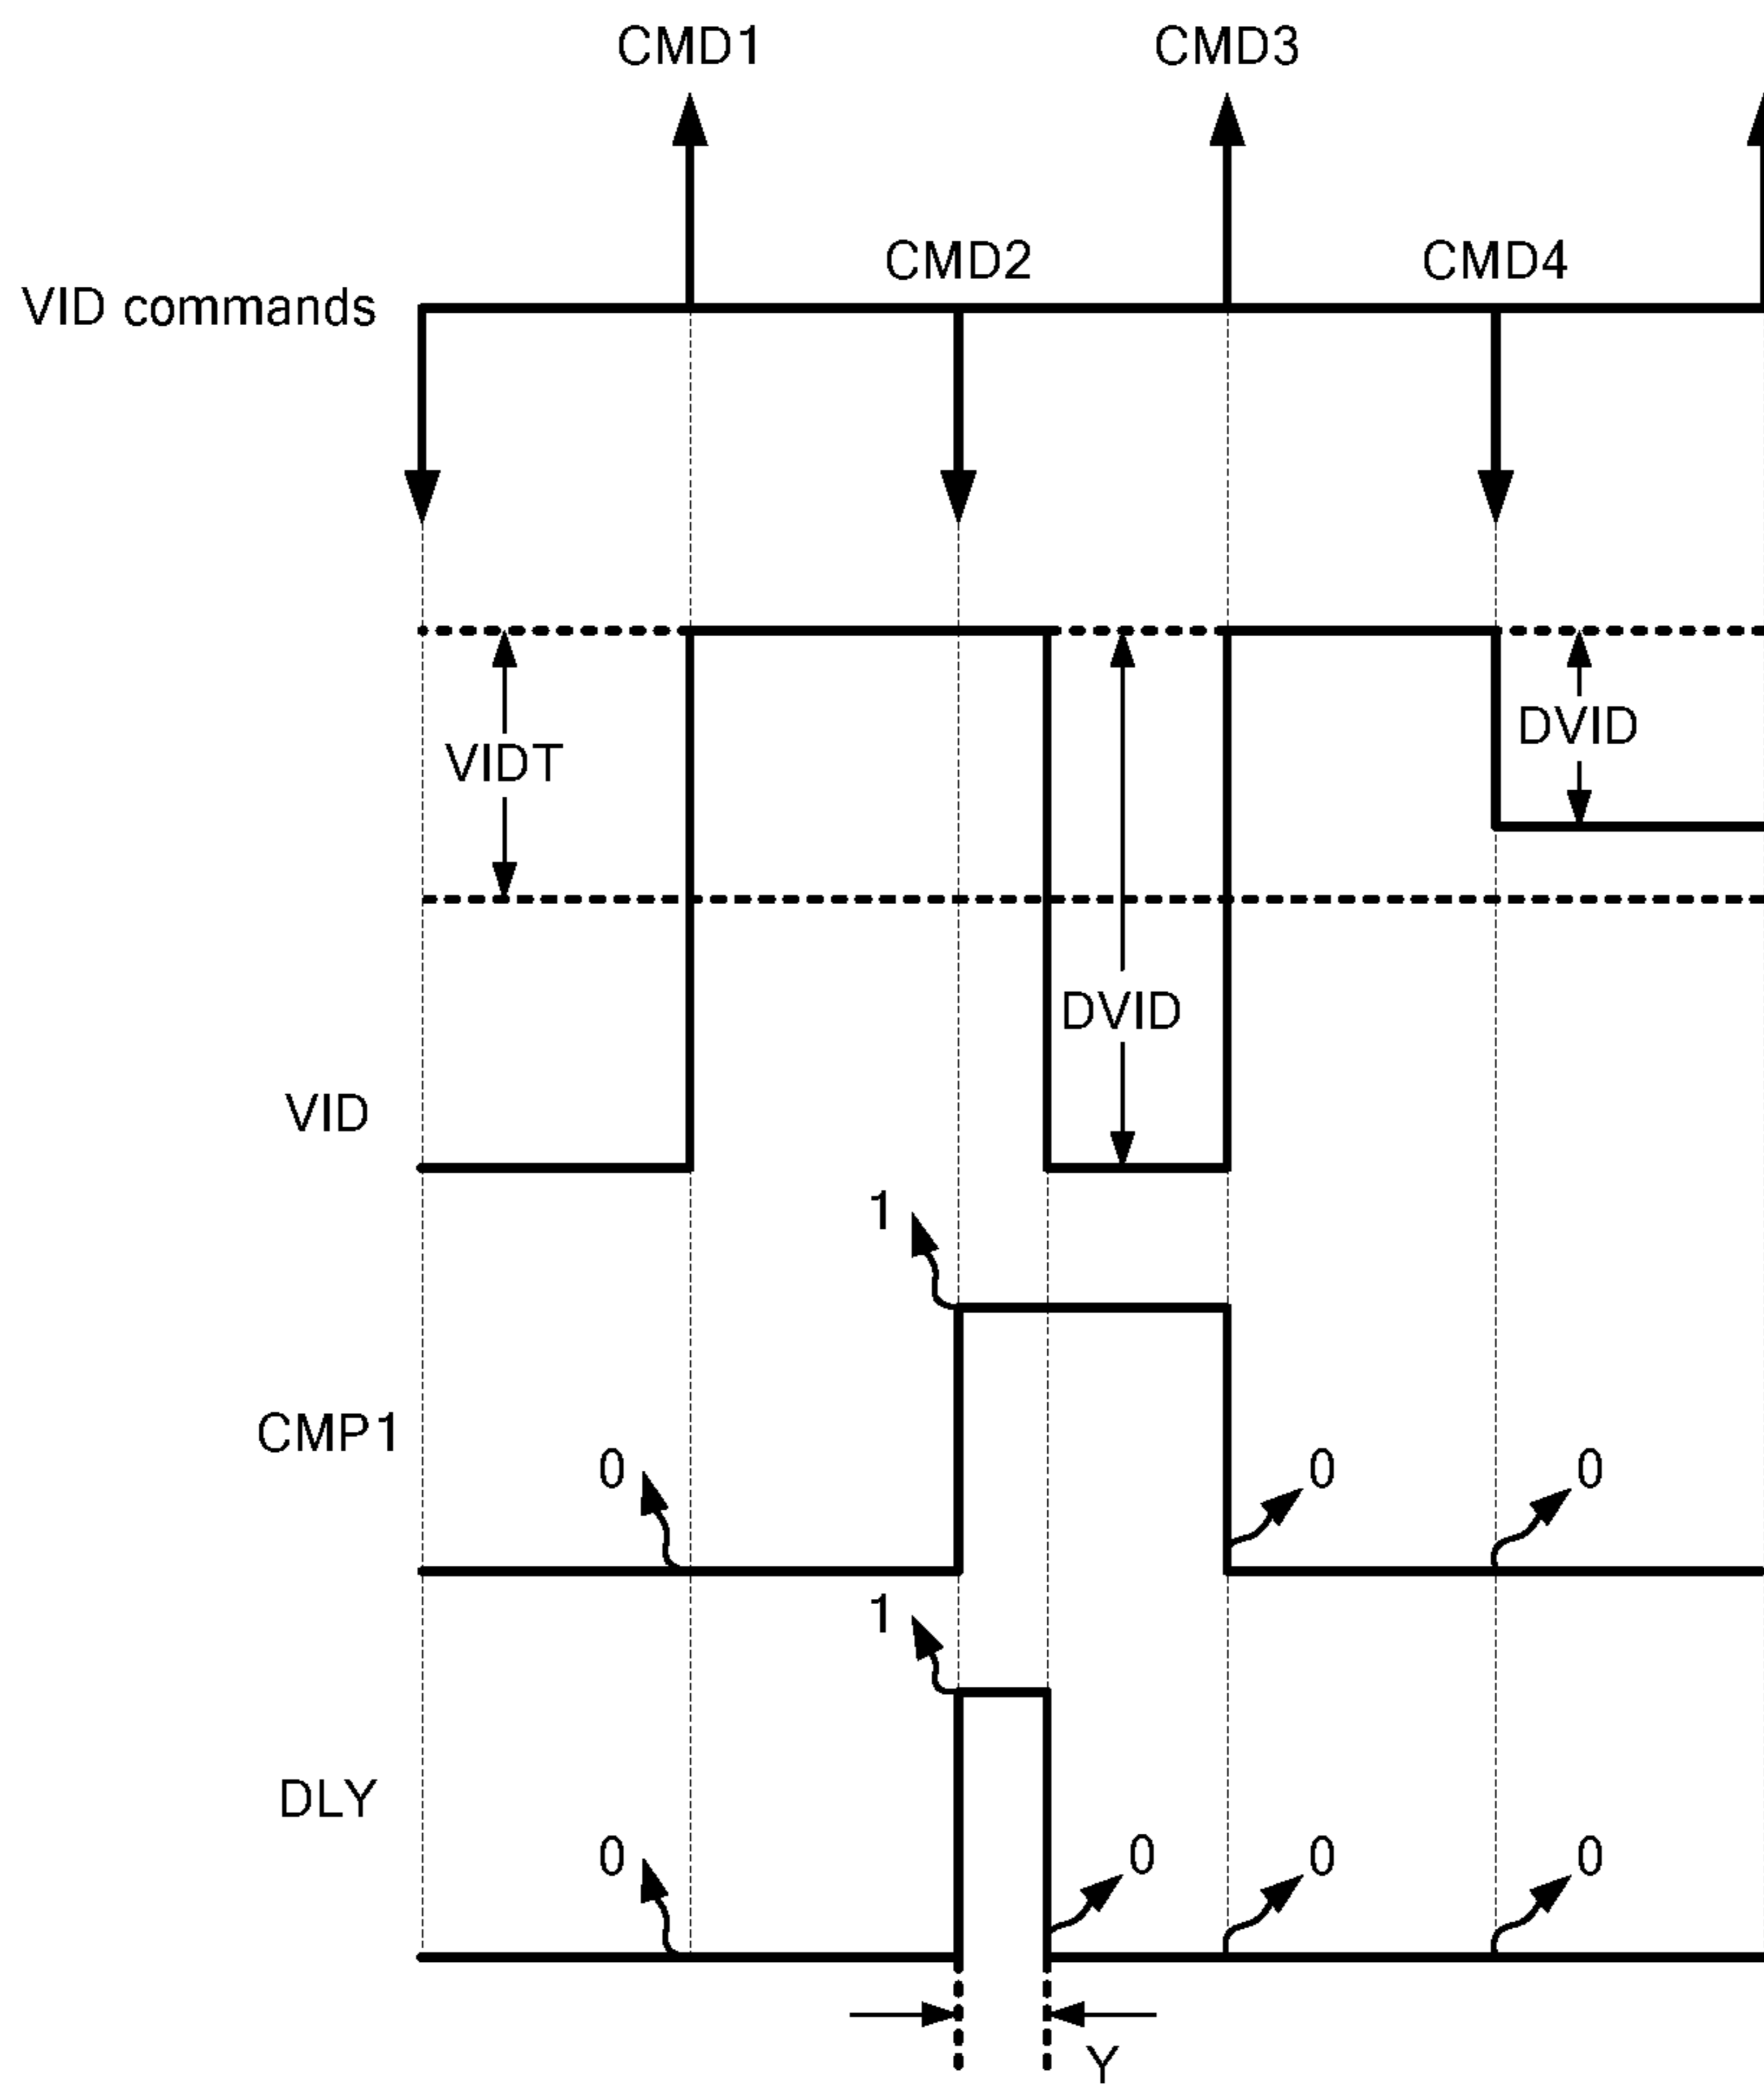 CMD1 CMD3
CMD2 CMD4
VID commands
DVID
VIDT
DVID
VID
1
CMP1
0 0 0
1
DLY
0 0 0 0
Y